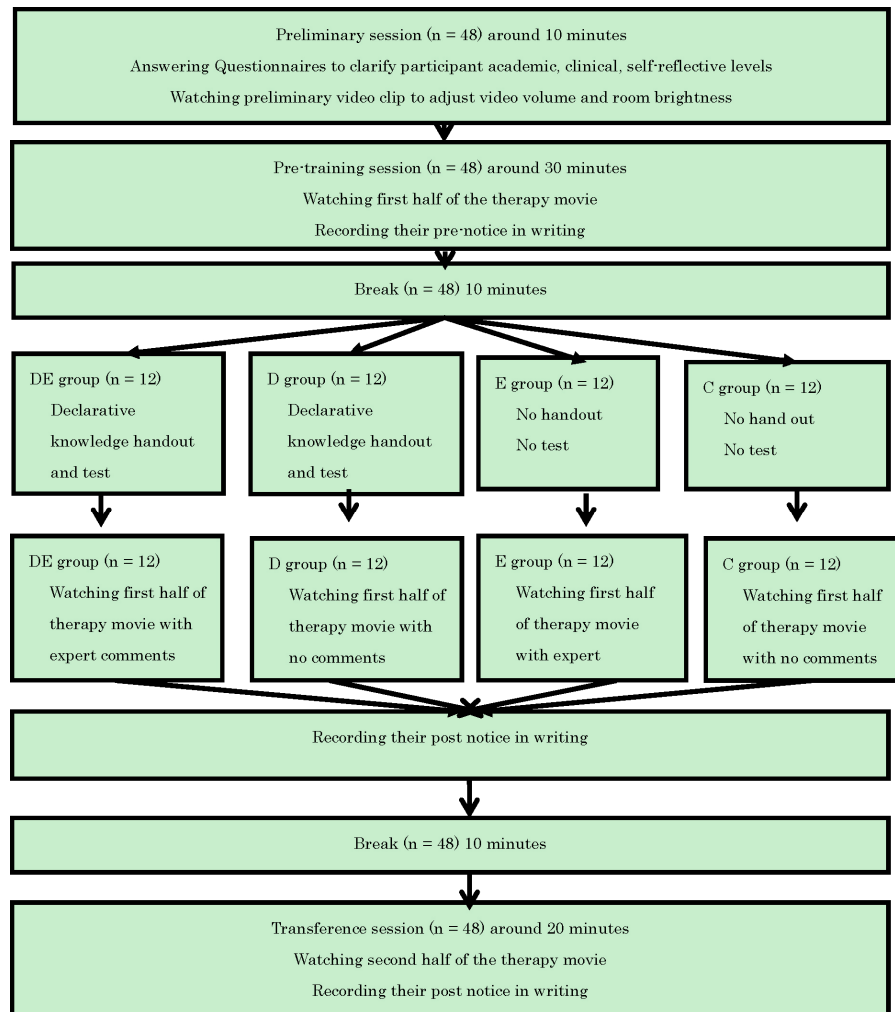 Preliminary session (n = 48) around 10 minutes
Answering Questionnaires to clarify participant academic, clinical, self-reflective levels
Watching preliminary video clip to adjust video volume and room brightness
Pre-training session (n = 48) around 30 minutes
Watching first half of the therapy movie
Recording their pre-notice in writing
Break (n = 48) 10 minutes
DE group (n = 12)
Declarative
knowledge handout
and test
D group (n = 12)
Declarative
knowledge handout
and test
E group (n = 12)
No handout
No test
C group (n = 12)
No hand out
No test
DE group (n = 12)
Watching first half of
therapy movie with
expert comments
D group (n = 12)
Watching first half of
therapy movie with
no comments
E group (n = 12)
Watching first half
of therapy movie
with expert
C group (n = 12)
Watching first half
of therapy movie
with no comments
Recording their post notice in writing
Break (n = 48) 10 minutes
Transference session (n = 48) around 20 minutes
Watching second half of the therapy movie
Recording their post notice in writing